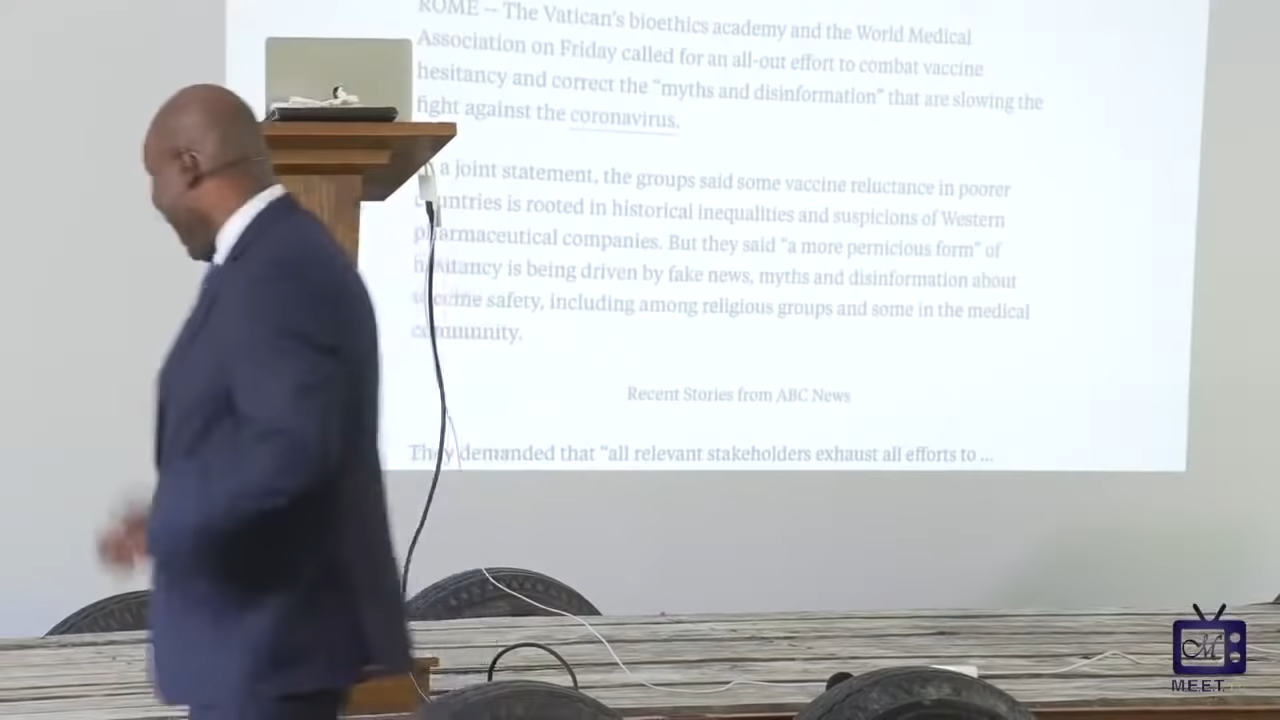 ROME -- The Vatican's bioethics academy and the World Medical
Association on Friday called for an all-out effort to combat vaccine
hesitancy and correct the "myths and disinformation" that are slowing the
fight against the coronavirus.
a joint statement, the groups said some vaccine reluctance in poorer
countries is rooted in historical inequalities and suspicions of Western
pharmaceutical companies. But they said "a more pernicious form" of
hesitancy is being driven by fake news, myths and disinformation about
vaccine safety, including among religious groups and some in the medical
community.
Recent Stories from ABC News
They demanded that "all relevant stakeholders exhaust all efforts to ...
M
M.E.E.T.